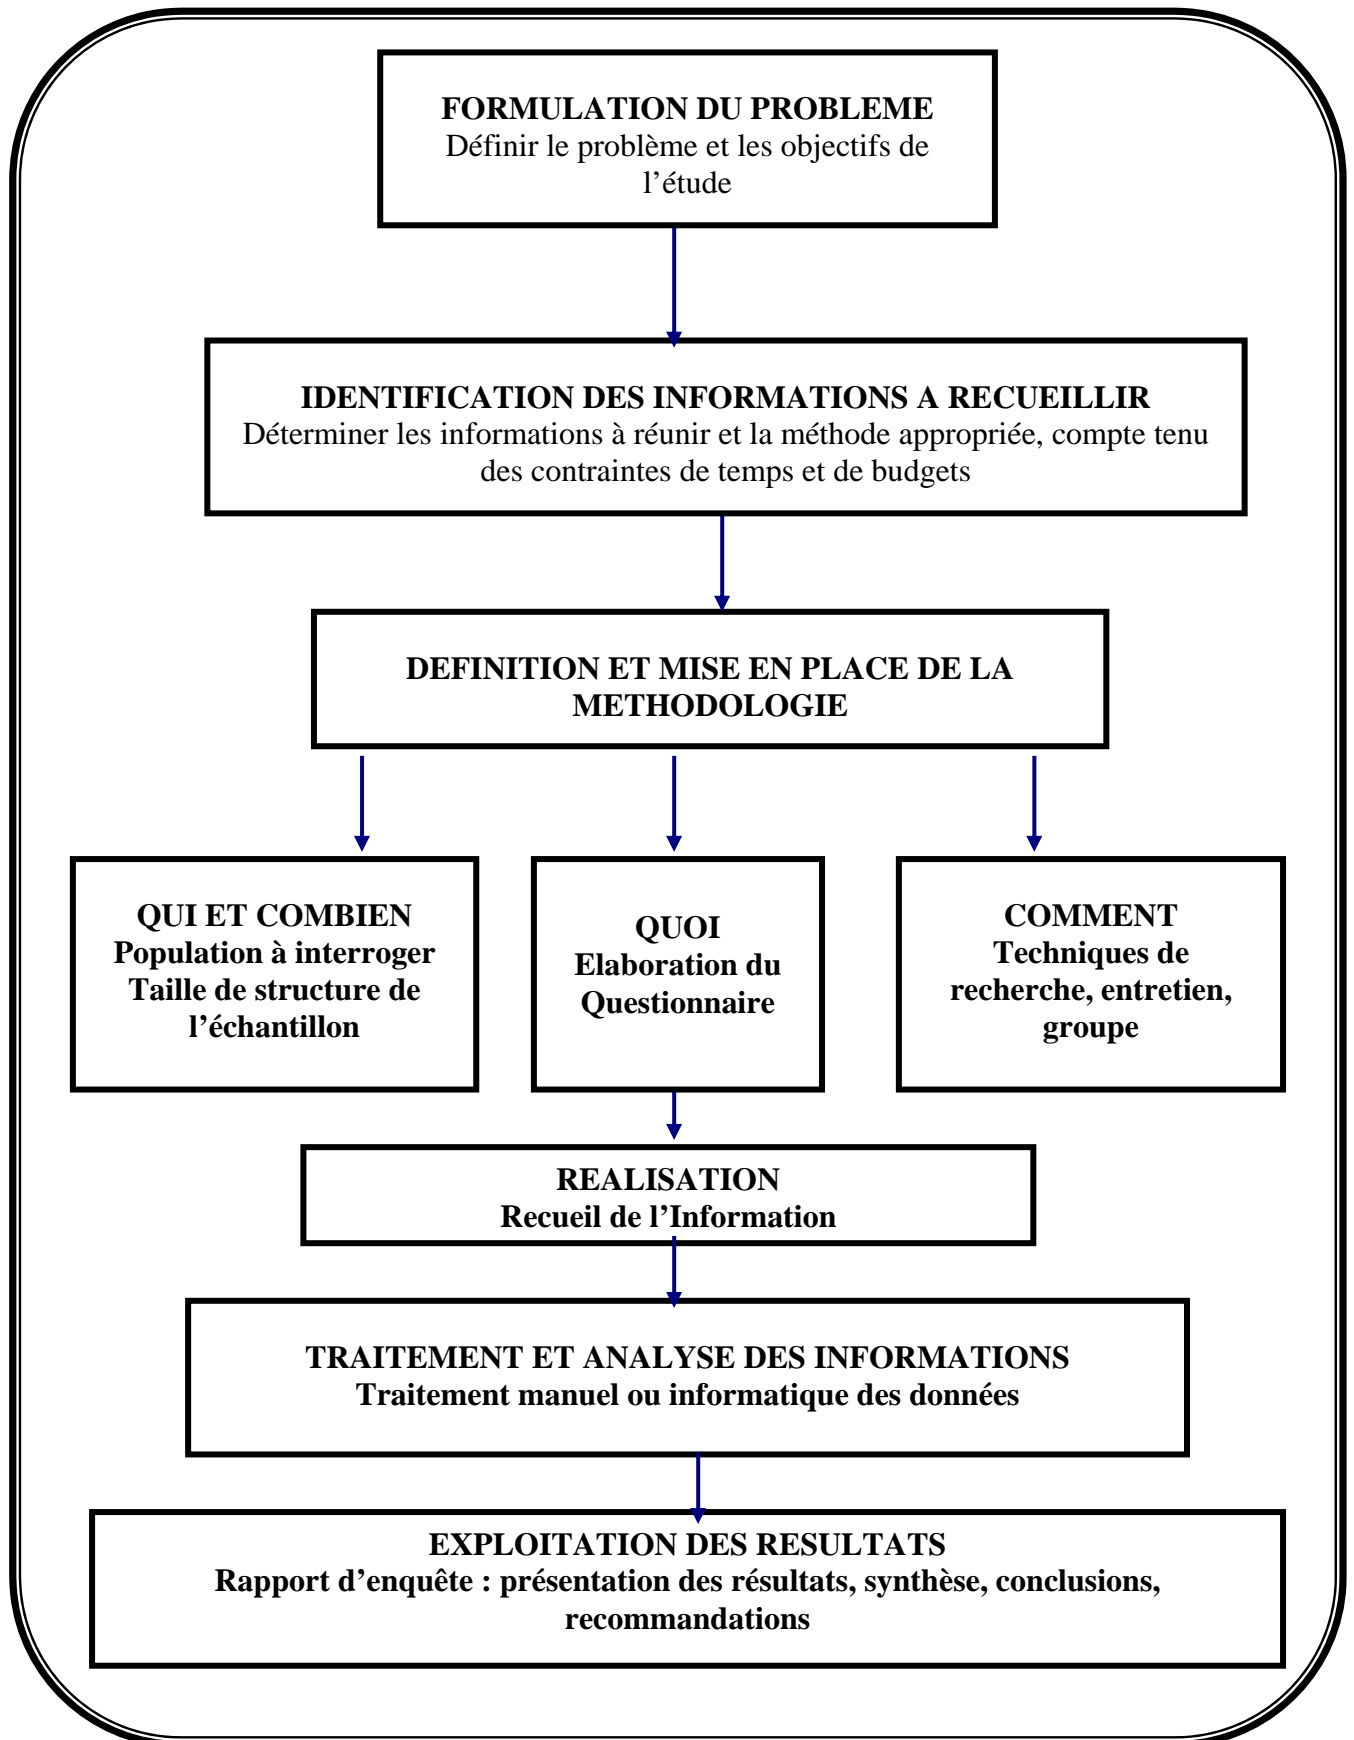 FORMULATION DU PROBLEME
Définir le problème et les objectifs de
l’étude
IDENTIFICATION DES INFORMATIONS A RECUEILLIR
Déterminer les informations à réunir et la méthode appropriée, compte tenu
des contraintes de temps et de budgets
DEFINITION ET MISE EN PLACE DE LA
METHODOLOGIE
QUI ET COMBIEN
Population à interroger
Taille de structure de
l’échantillon
QUOI
Elaboration du
Questionnaire
COMMENT
Techniques de
recherche, entretien,
groupe
REALISATION
Recueil de l’Information
TRAITEMENT ET ANALYSE DES INFORMATIONS
Traitement manuel ou informatique des données
EXPLOITATION DES RESULTATS
Rapport d’enquête : présentation des résultats, synthèse, conclusions,
recommandations